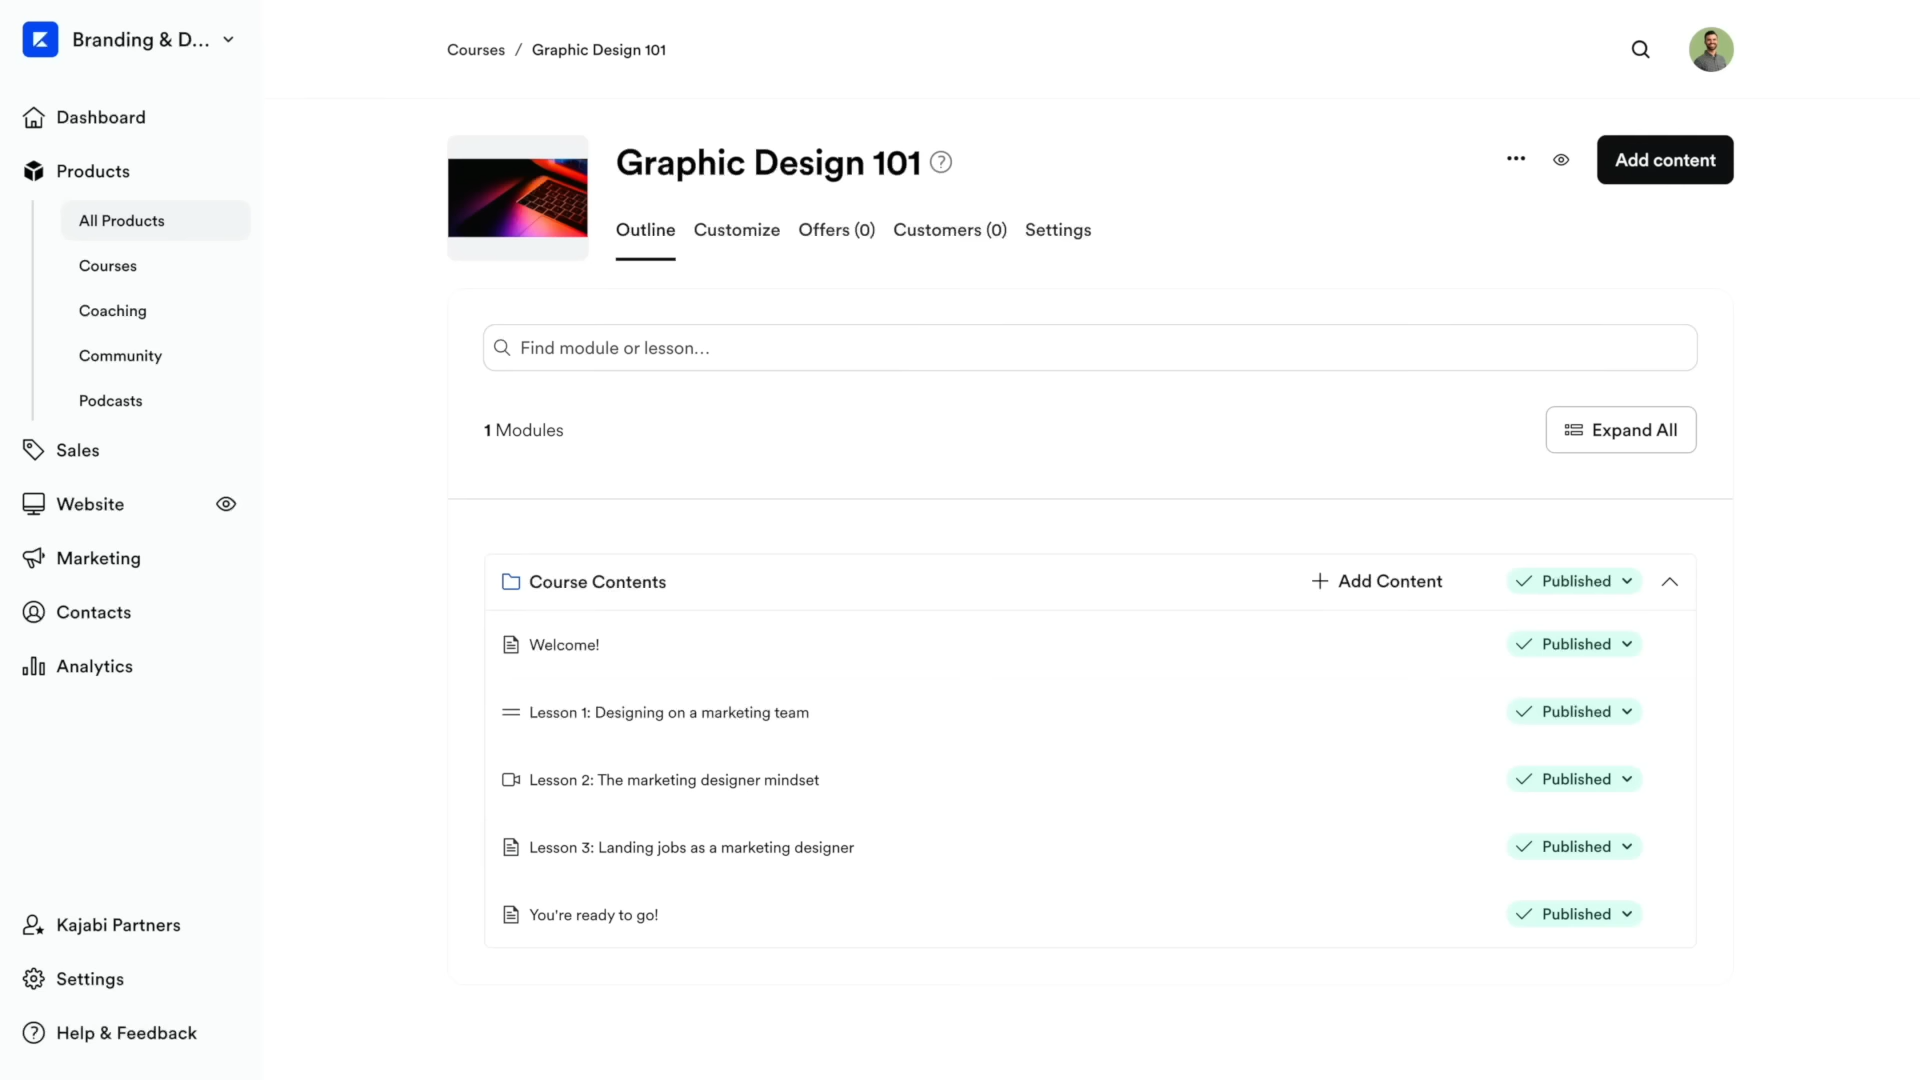 Branding & D...
Dashboard
Products
All Products
Courses
Coaching
Community
Podcasts
Sales
Website
Marketing
Contacts
Analytics
Kajabi Partners
Settings
Help & Feedback
Courses / Graphic Design 101
Graphic Design 101 ?
Add content
Outline Customize Offers (0) Customers (0) Settings
Find module or lesson...
1 Modules
Expand All
Course Contents + Add Content Published
Welcome! Published
Lesson 1: Designing on a marketing team Published
Lesson 2: The marketing designer mindset Published
Lesson 3: Landing jobs as a marketing designer Published
You're ready to go! Published